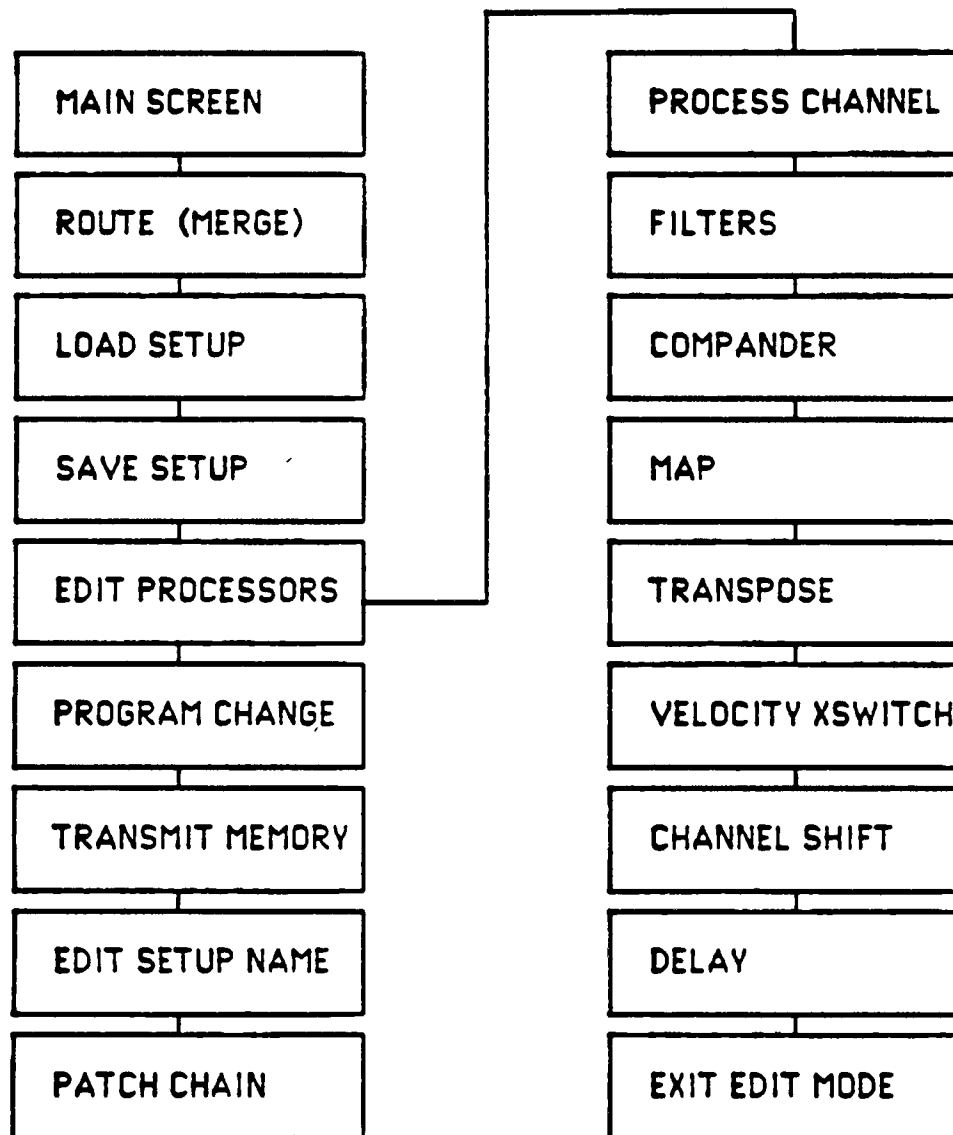 MAIN SCREEN
ROUTE (MERGE)
LOAD SETUP
SAVE SETUP
EDIT PROCESSORS
PROGRAM CHANGE
TRANSMIT MEMORY
EDIT SETUP NAME
PATCH CHAIN
PROCESS CHANNEL
FILTERS
COMPANDER
MAP
TRANSPOSE
VELOCITY XSWITCH
CHANNEL SHIFT
DELAY
EXIT EDIT MODE